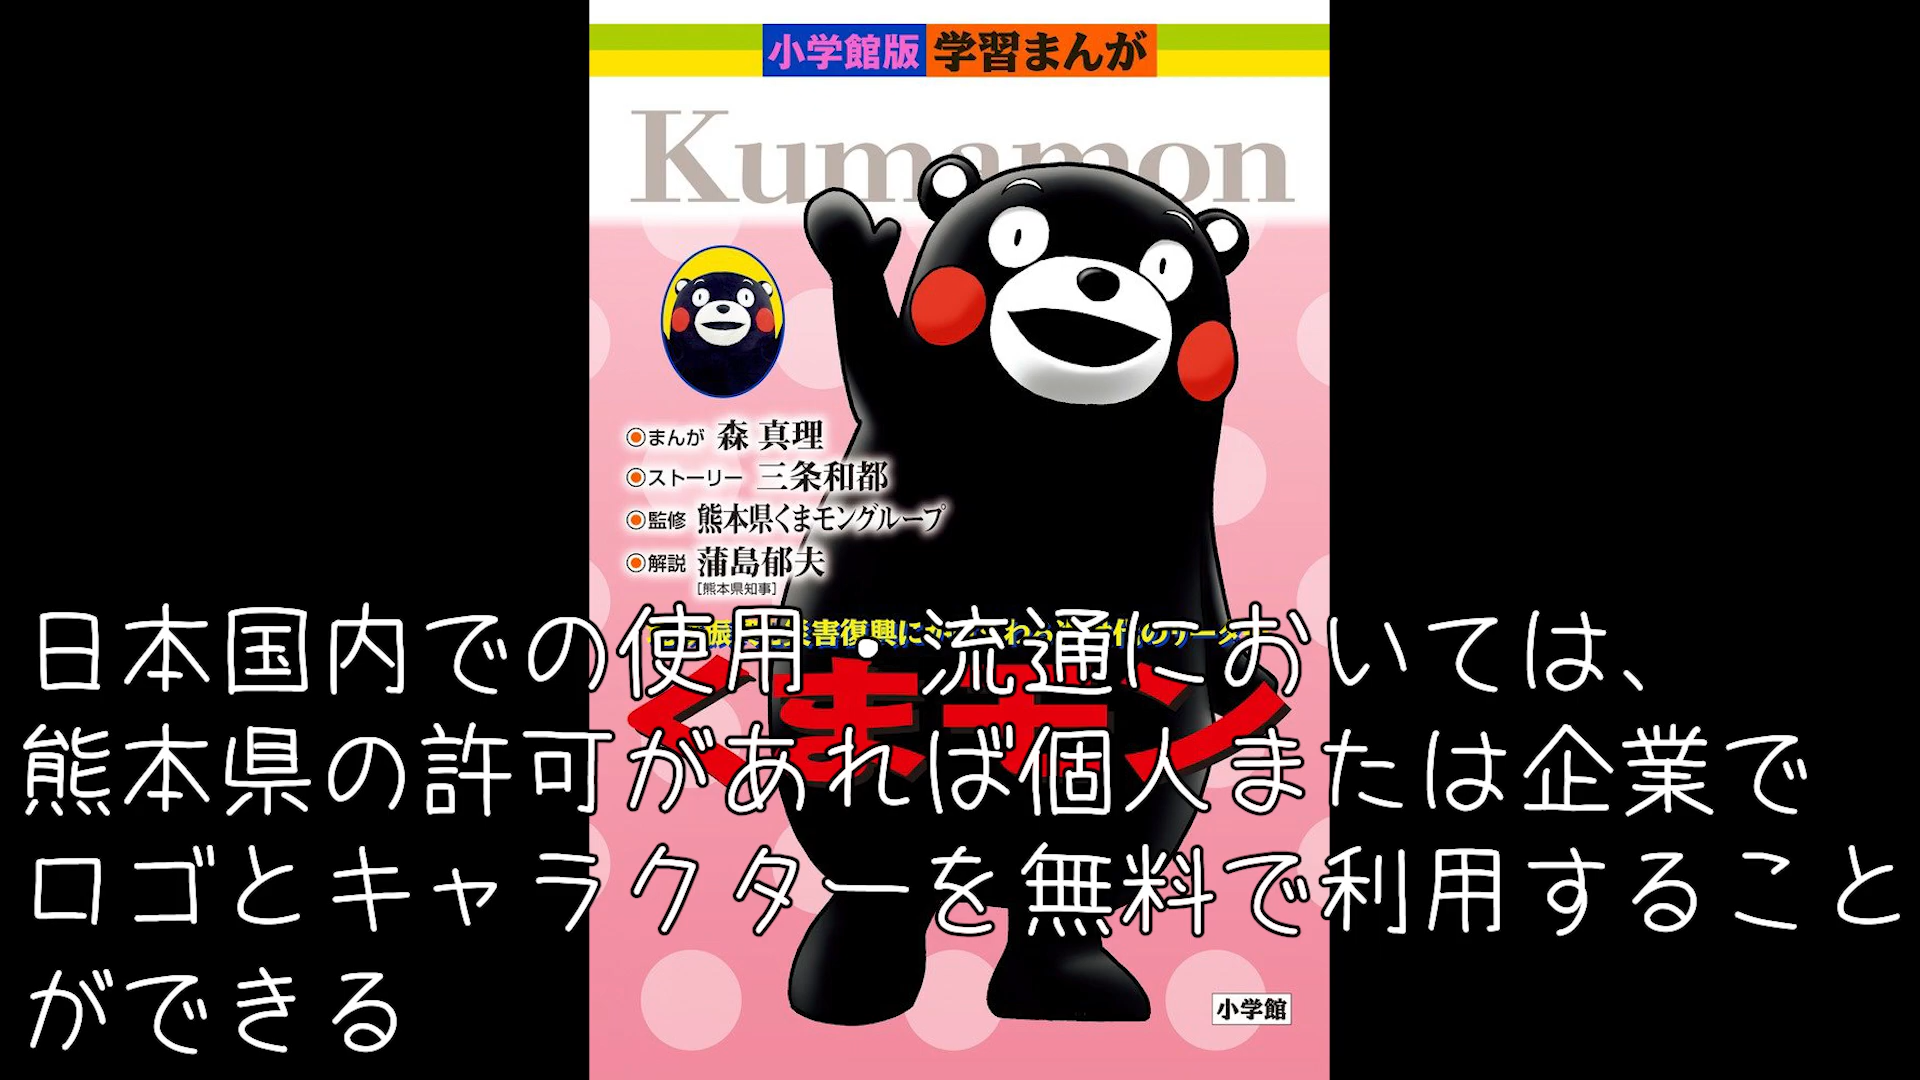 小学館版 学習まんが
Kumamon
まんが 森 真理
ストーリー 三条和都
監修 熊本県くまモングループ
解説 蒲島郁夫
[熊本県知事]
くまモン
日本国内での使用・流通においては、
熊本県の許可があれば個人または企業で
ロゴとキャラクターを無料で利用すること
ができる
小学館